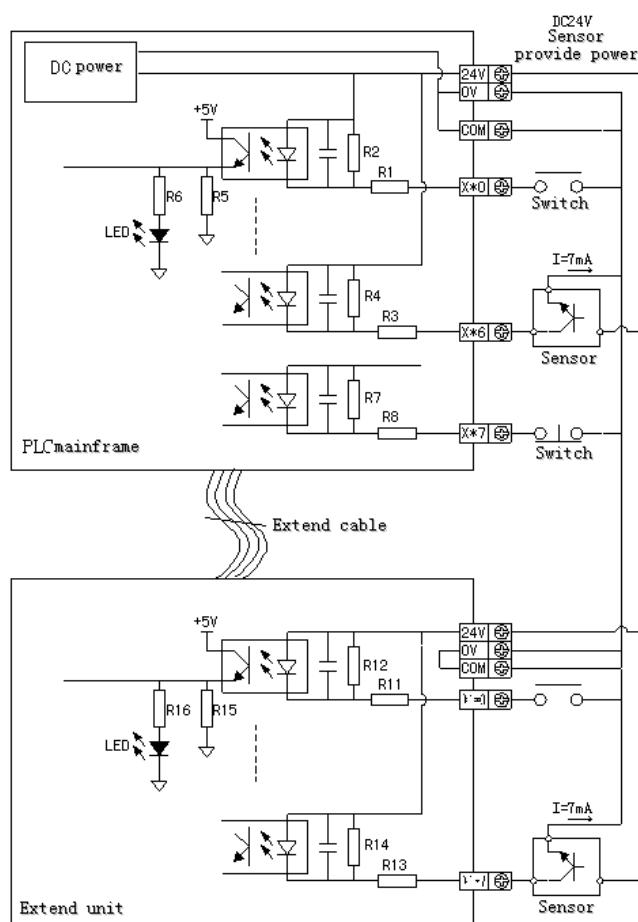 DC24V
Sensor
provide power
DC power
24V
0V
+5V
COM
R2
R1
X*0
R6
R5
Switch
LED
I=7mA
R4
R3
X*6
Sensor
R7
R8
X*7
PLCmainframe
Switch
Extend cable
+5V
24V
0V
R12
COM
R11
R16
R15
LED
I=7mA
R14
R13
Extend unit
Sensor